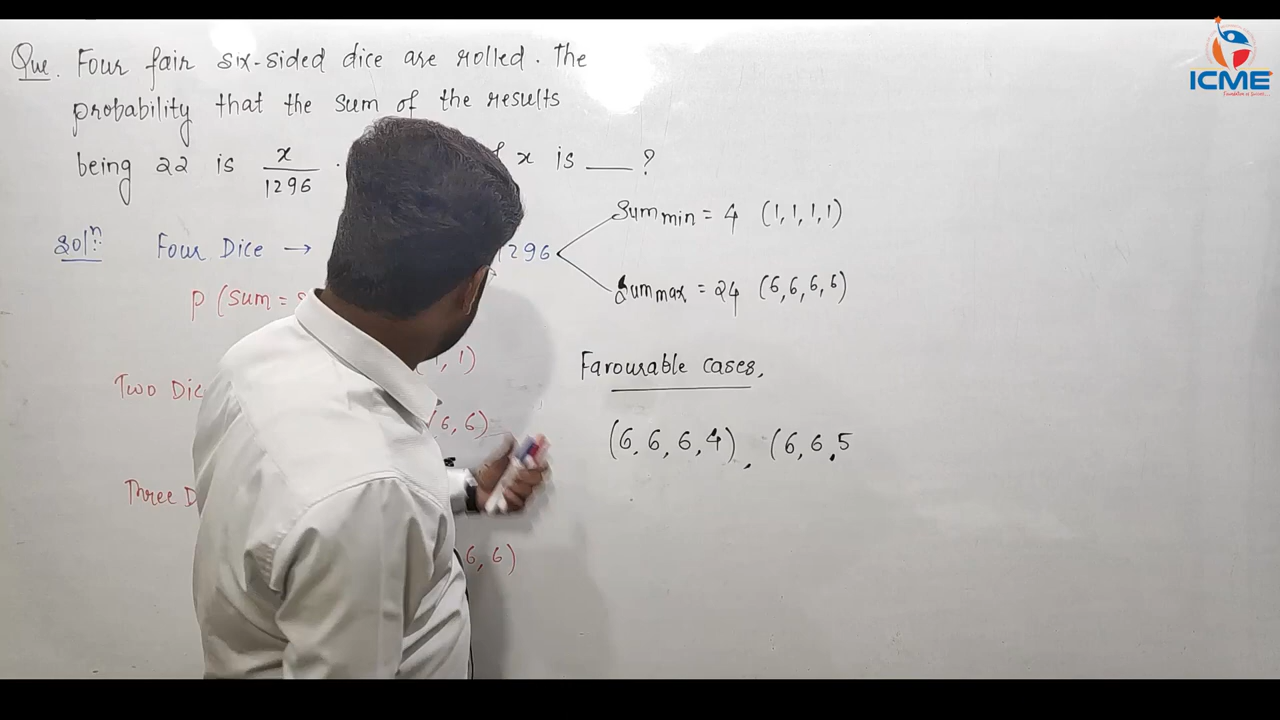 Que. Four fair six-sided dice are rolled. The
probability that the sum of the results
being 22 is x/1296. x is ___ ?
Solⁿ: Four Dice → 1296
Sum min = 4 (1,1,1,1)
Sum max = 24 (6,6,6,6)
P (Sum =
1)
Two Dic
(6,6)
Three D
6,6)
Favourable cases,
(6,6,6,4), (6,6,5
ICME